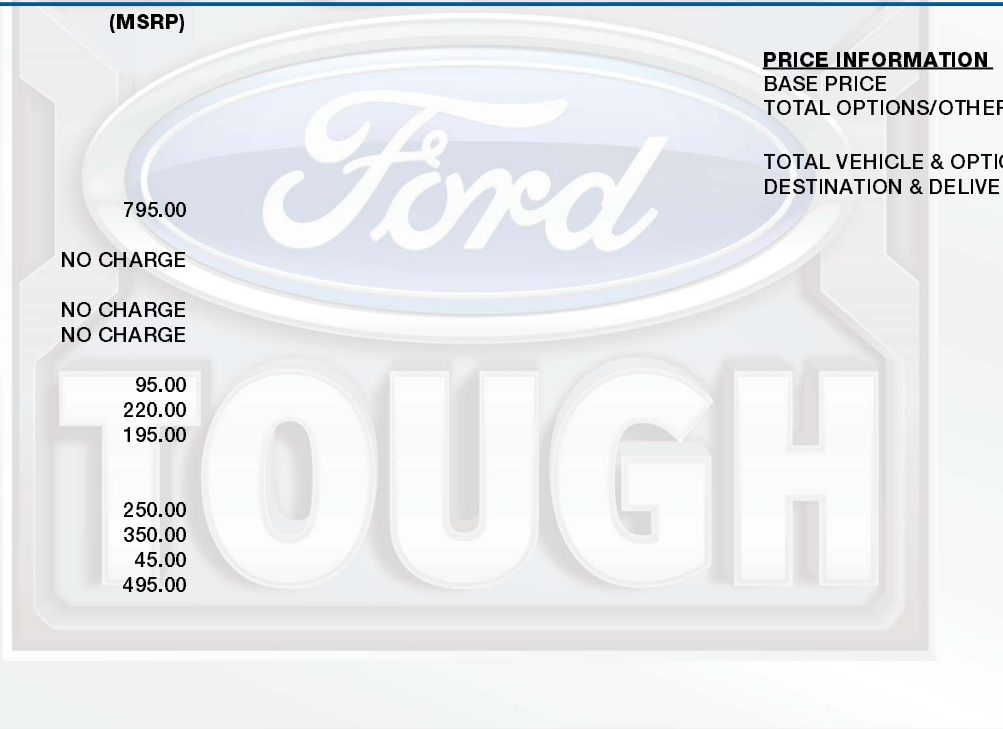 (MSRP)
PRICE INFORMATION
BASE PRICE
TOTAL OPTIONS/OTHER
TOTAL VEHICLE & OPTIO
DESTINATION & DELIVE
795.00
NO CHARGE
NO CHARGE
NO CHARGE
95.00
220.00
195.00
250.00
350.00
45.00
495.00
Ford
TOUGH